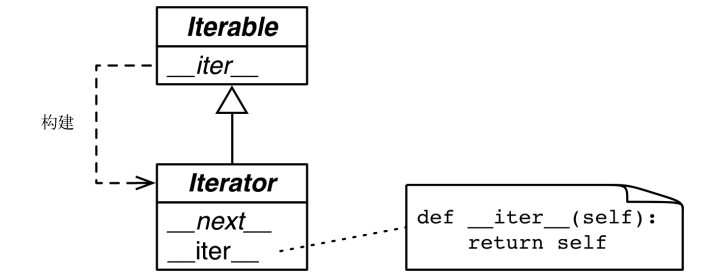 Iterable
__iter__
构建
Iterator
__next__
__iter__
def __iter__(self):
    return self